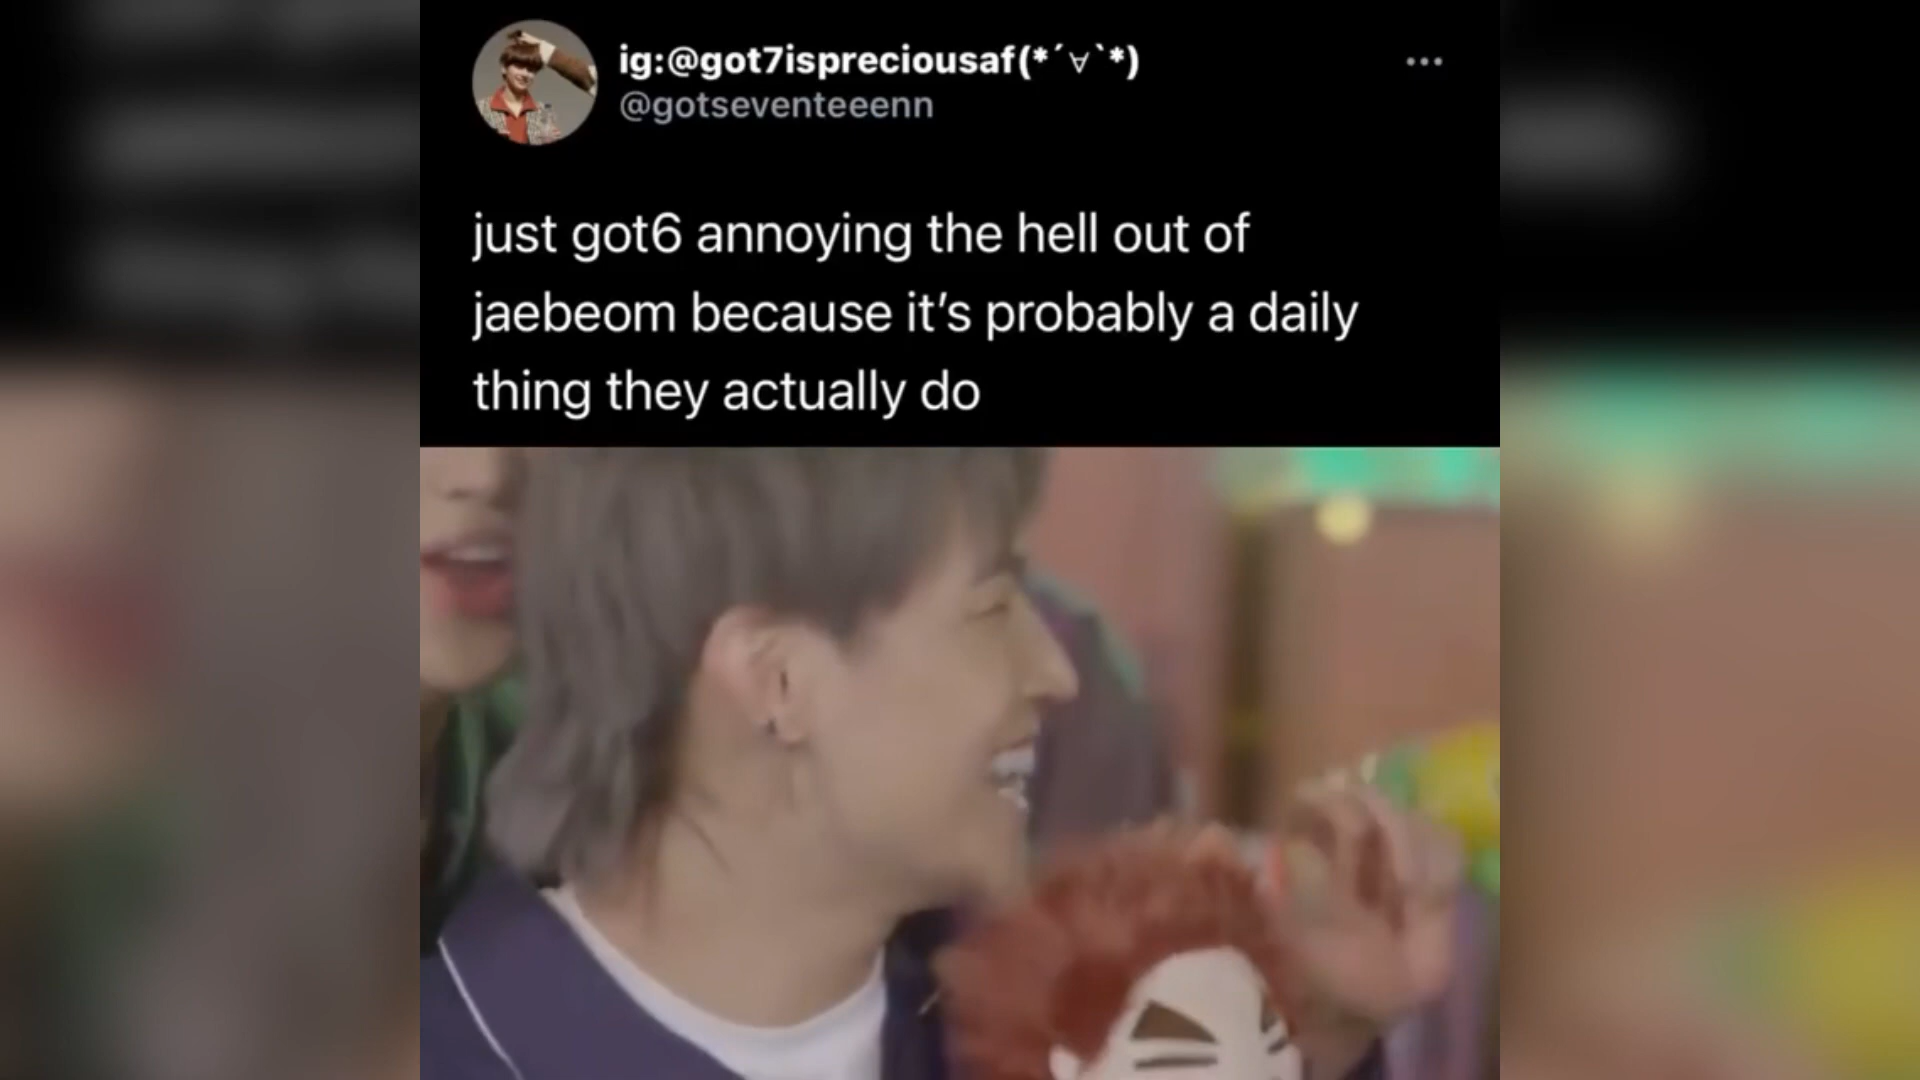 ig:@got7ispreciousaf(*´∀`*)
@gotseventeeenn
just got6 annoying the hell out of
jaebeom because it’s probably a daily
thing they actually do